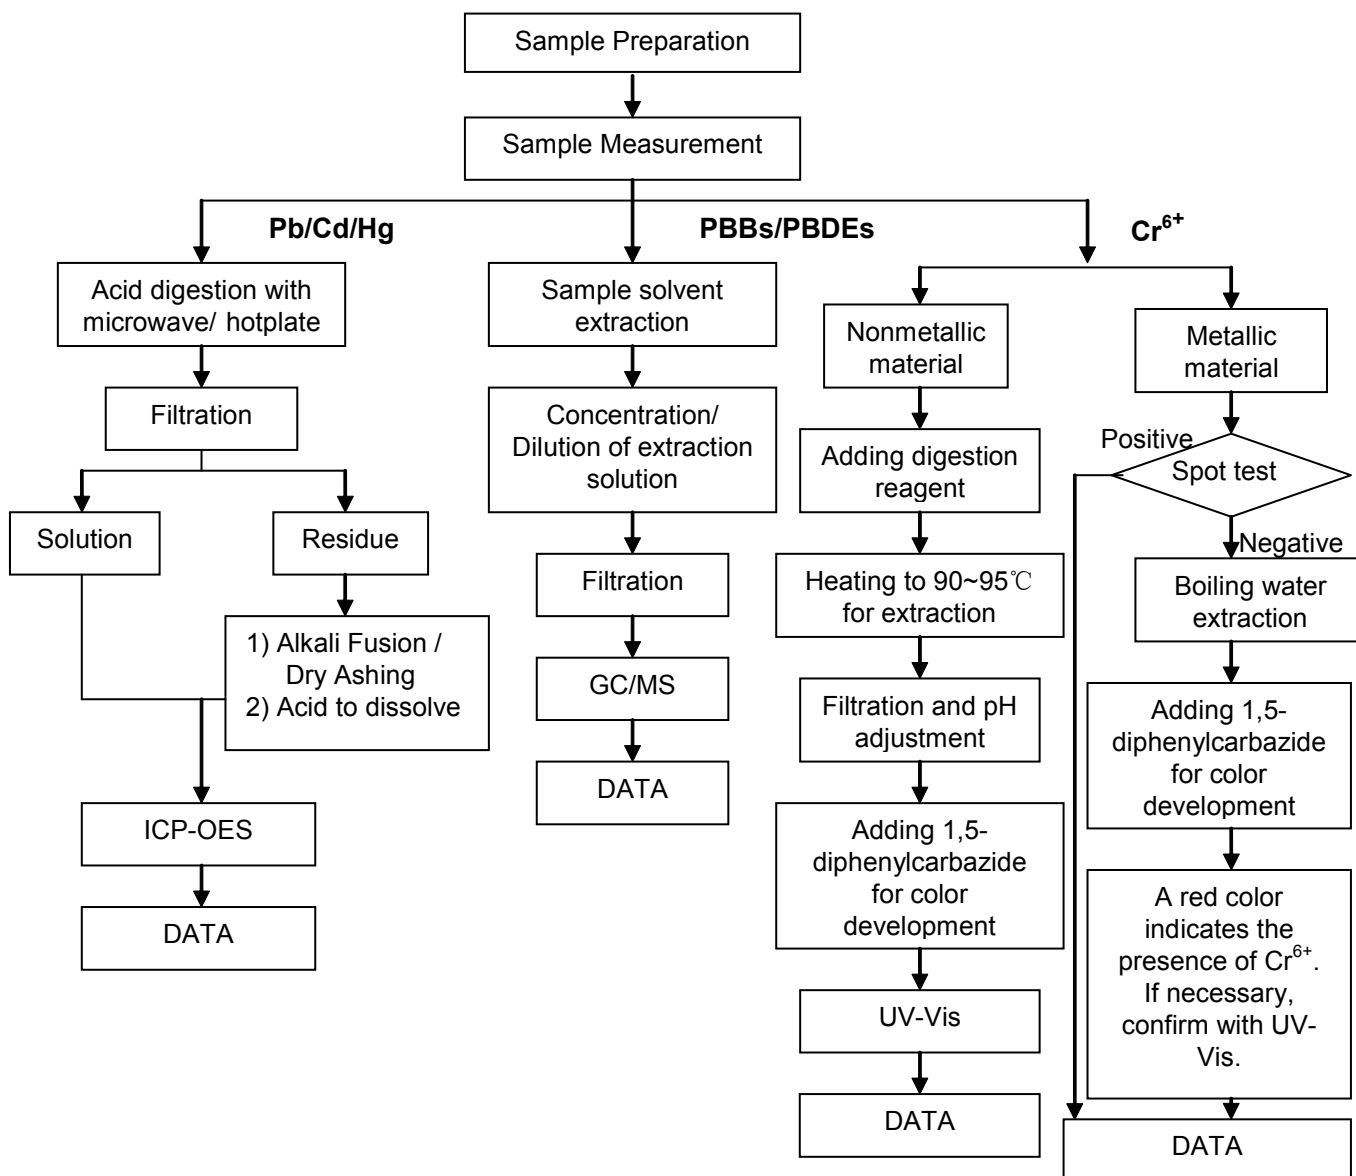 Sample Preparation
Sample Measurement
Pb/Cd/Hg
PBBs/PBDEs
Cr⁶⁺
Acid digestion with
microwave/ hotplate
Filtration
Solution
Residue
1) Alkali Fusion /
Dry Ashing
2) Acid to dissolve
ICP-OES
DATA
Sample solvent
extraction
Concentration/
Dilution of extraction
solution
Filtration
GC/MS
DATA
Nonmetallic
material
Adding digestion
reagent
Heating to 90~95℃
for extraction
Filtration and pH
adjustment
Adding 1,5-
diphenylcarbazide
for color
development
UV-Vis
DATA
Metallic
material
Positive
Spot test
Negative
Boiling water
extraction
Adding 1,5-
diphenylcarbazide
for color
development
A red color
indicates the
presence of Cr⁶⁺.
If necessary,
confirm with UV-
Vis.
DATA